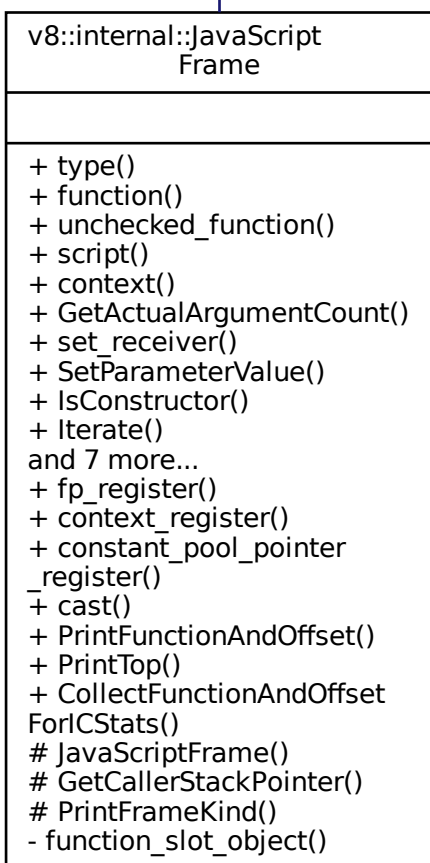 v8::internal::JavaScript
Frame
+ type()
+ function()
+ unchecked_function()
+ script()
+ context()
+ GetActualArgumentCount()
+ set_receiver()
+ SetParameterValue()
+ IsConstructor()
+ Iterate()
and 7 more...
+ fp_register()
+ context_register()
+ constant_pool_pointer
_register()
+ cast()
+ PrintFunctionAndOffset()
+ PrintTop()
+ CollectFunctionAndOffset
ForICStats()
# JavaScriptFrame()
# GetCallerStackPointer()
# PrintFrameKind()
- function_slot_object()